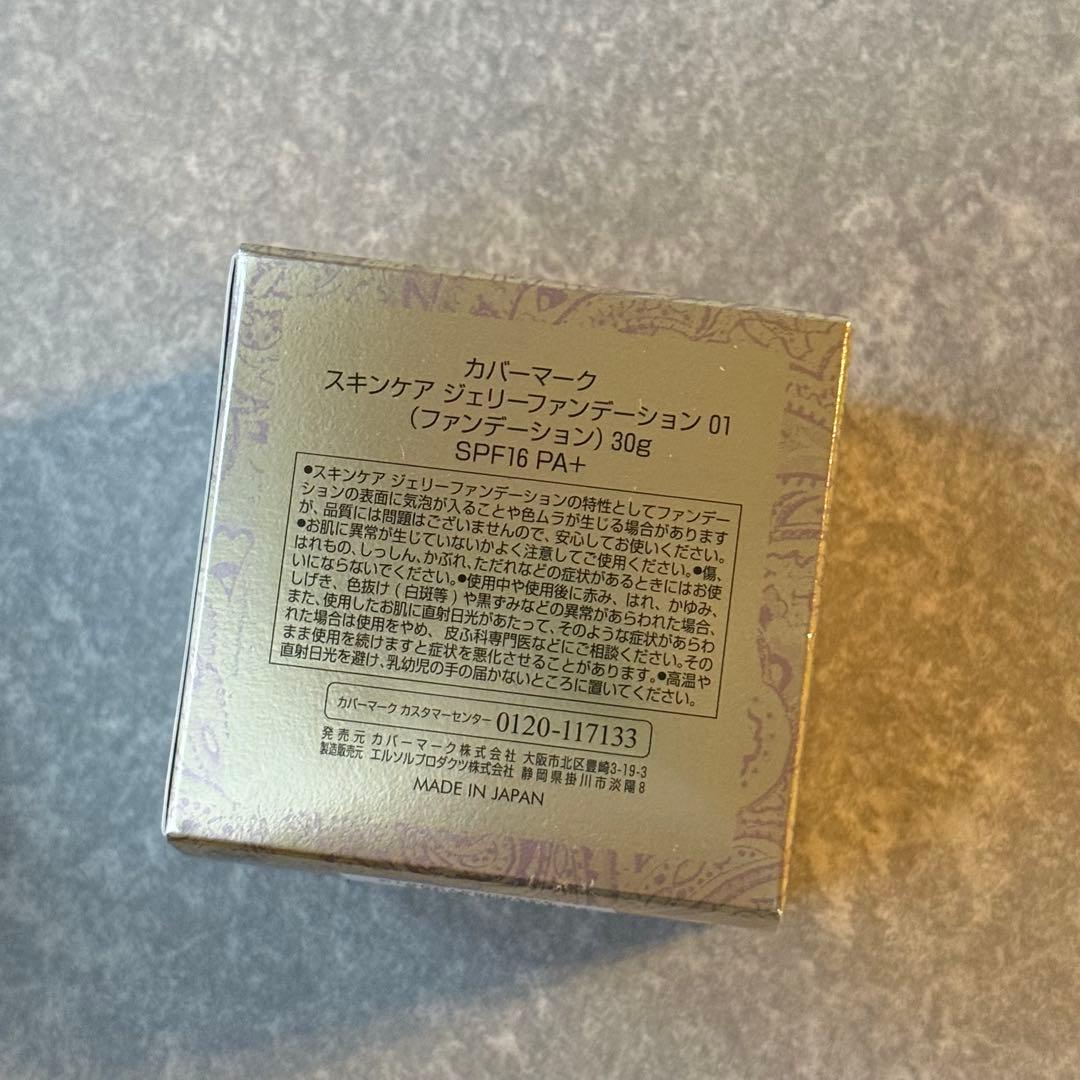 カバーマーク
スキンケア ジェリーファンデーション 01
(ファンデーション) 30g
SPF16 PA+
●スキンケア ジェリーファンデーションの特性としてファンデー
ションの表面に気泡が入ることや色ムラが生じる場合があります
が、品質には問題はございませんので、安心してお使いください。
●お肌に異常が生じていないかよく注意してご使用ください。●傷、
はれもの、しっしん、かぶれ、ただれなどの症状があるときにはお使
いにならないでください。●使用中や使用後に赤み、はれ、かゆみ、
しげき、色抜け(白斑等)や黒ずみなどの異常があらわれた場合、
また、使用したお肌に直射日光があたって、そのような症状があらわ
れた場合は使用をやめ、皮ふ科専門医などにご相談ください。その
まま使用を続けますと症状を悪化させることがあります。●高温や
直射日光を避け、乳幼児の手の届かないところに置いてください。
カバーマーク カスタマーセンター 0120-117133
発売元 カバーマーク株式会社 大阪市北区豊崎3-19-3
製造販売元 エルソルプロダクツ株式会社 静岡県掛川市淡陽8
MADE IN JAPAN